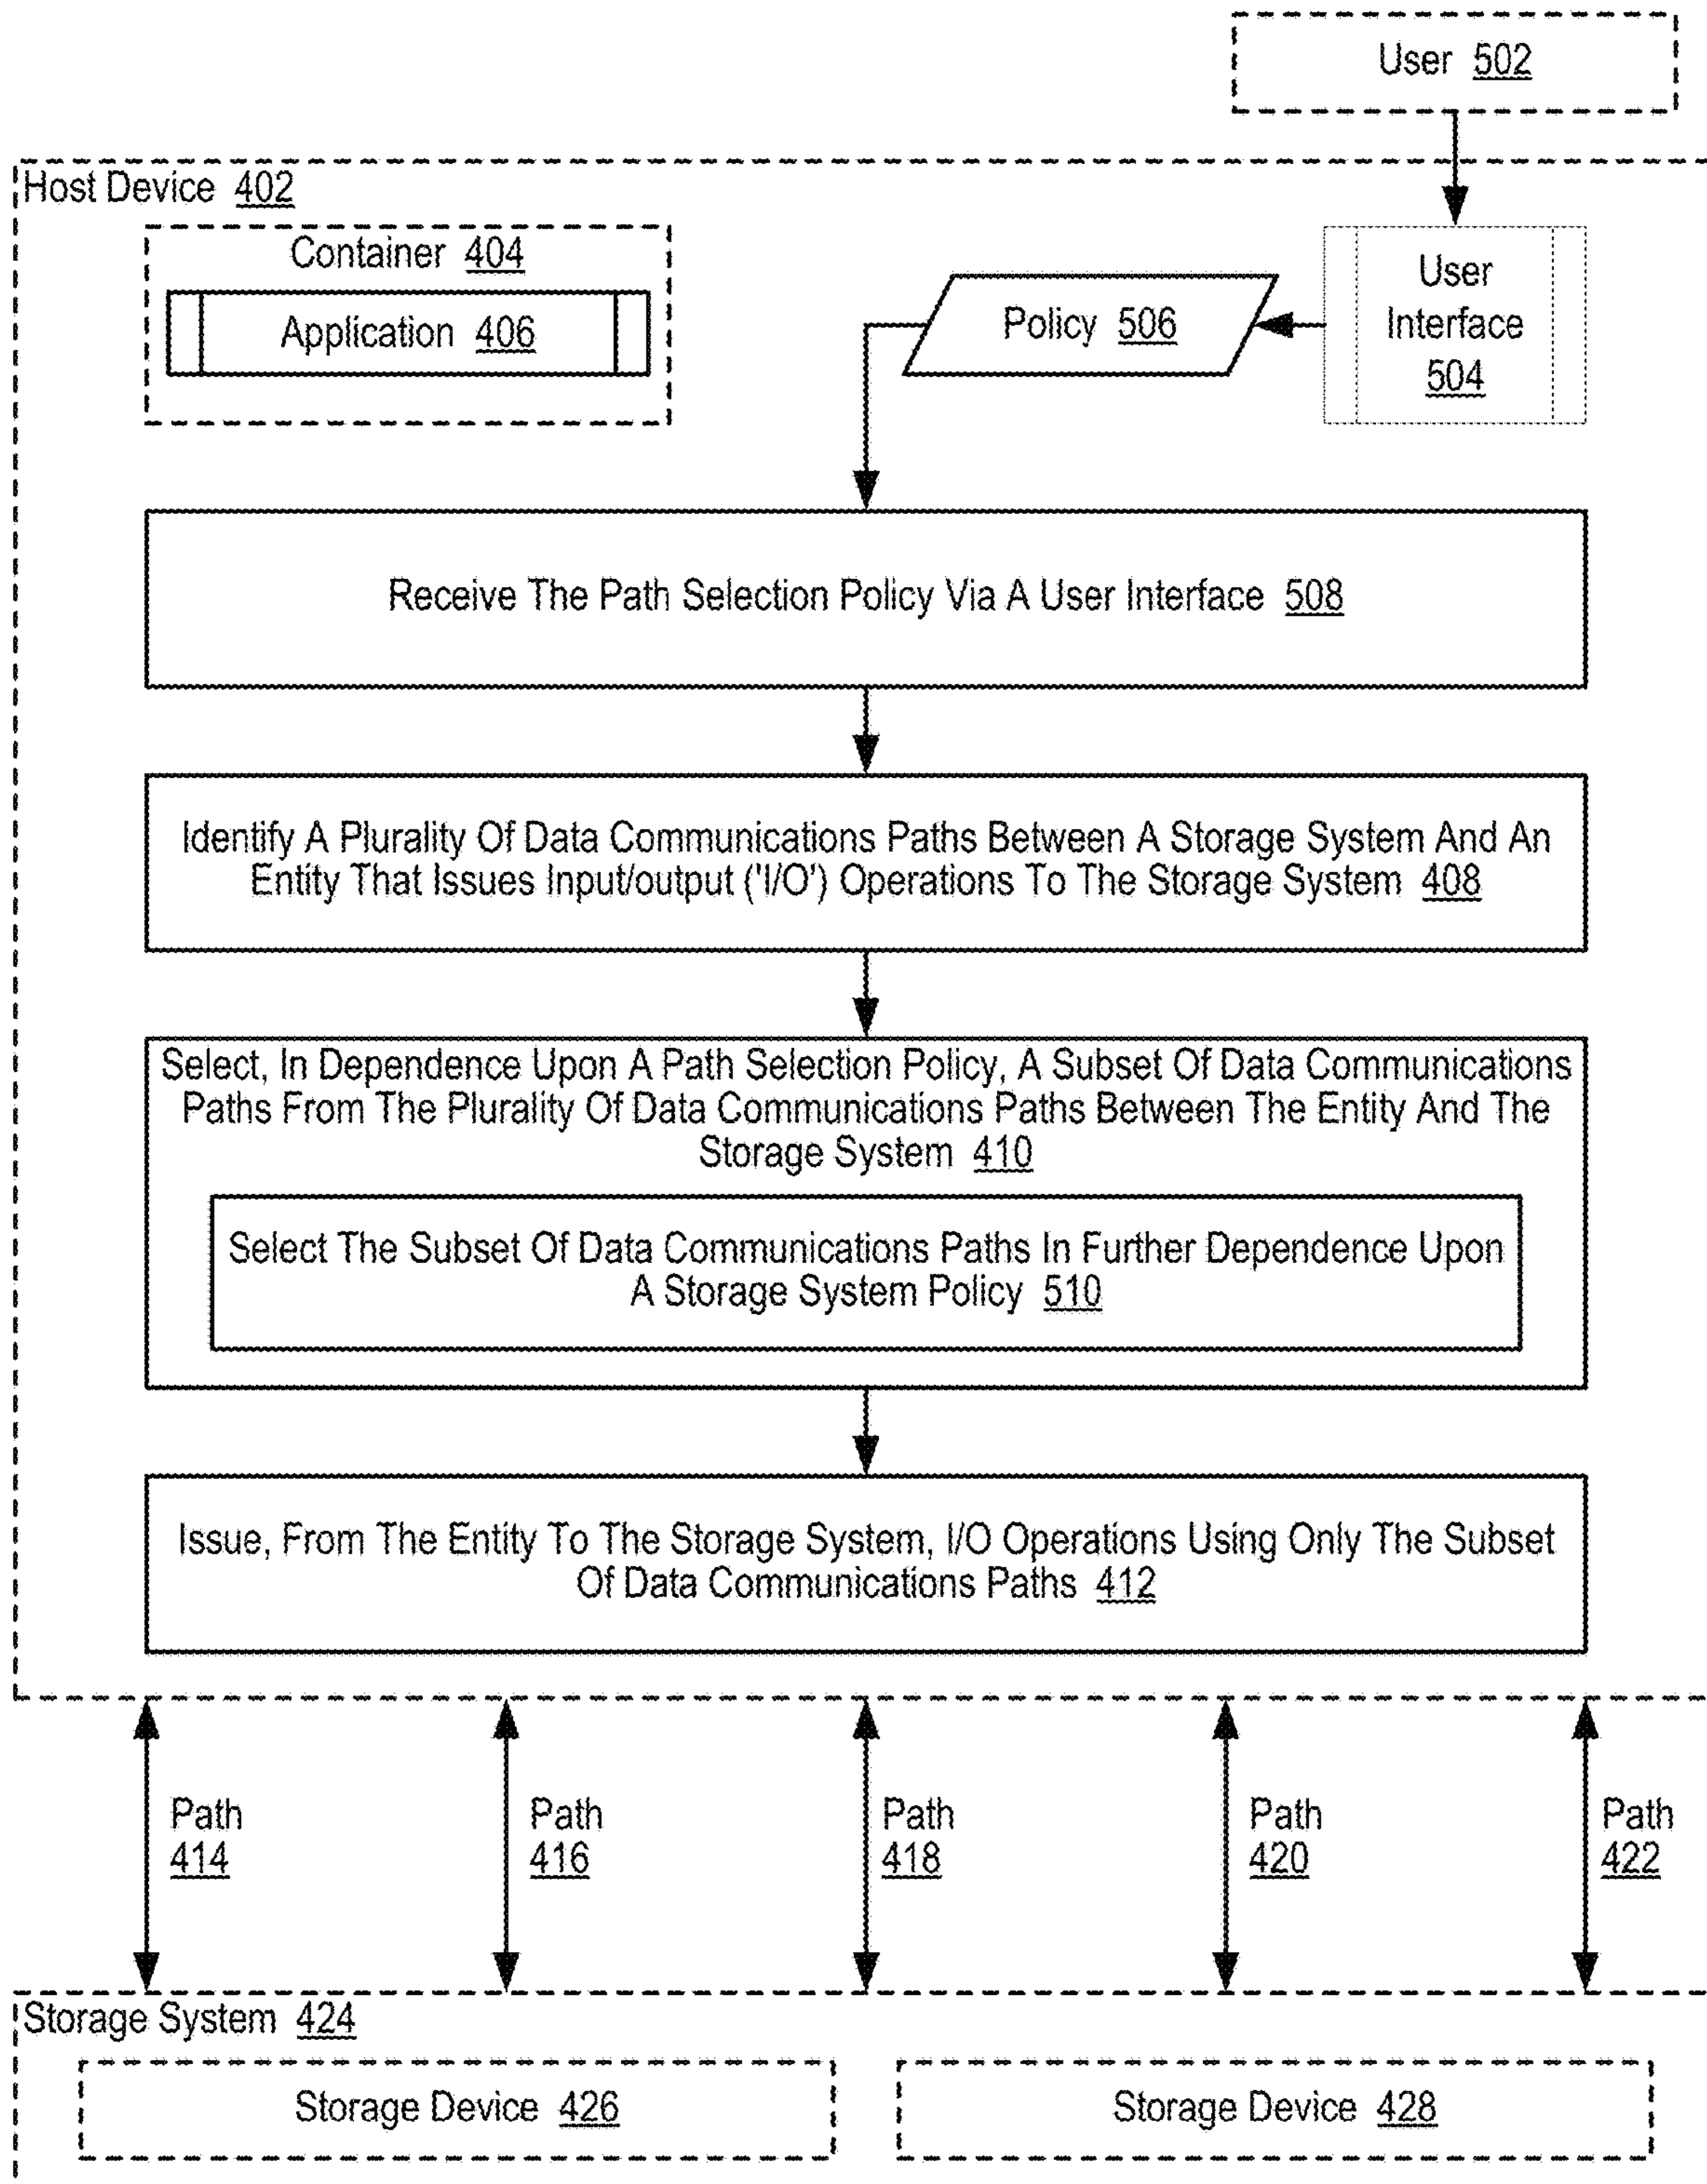 User 502
Host Device 402
Container 404
Application 406
Policy 506
User
Interface
504
Receive The Path Selection Policy Via A User Interface 508
Identify A Plurality Of Data Communications Paths Between A Storage System And An
Entity That Issues Input/output ('I/O') Operations To The Storage System 408
Select, In Dependence Upon A Path Selection Policy, A Subset Of Data Communications
Paths From The Plurality Of Data Communications Paths Between The Entity And The
Storage System 410
Select The Subset Of Data Communications Paths In Further Dependence Upon
A Storage System Policy 510
Issue, From The Entity To The Storage System, I/O Operations Using Only The Subset
Of Data Communications Paths 412
Path
414
Path
416
Path
418
Path
420
Path
422
Storage System 424
Storage Device 426
Storage Device 428